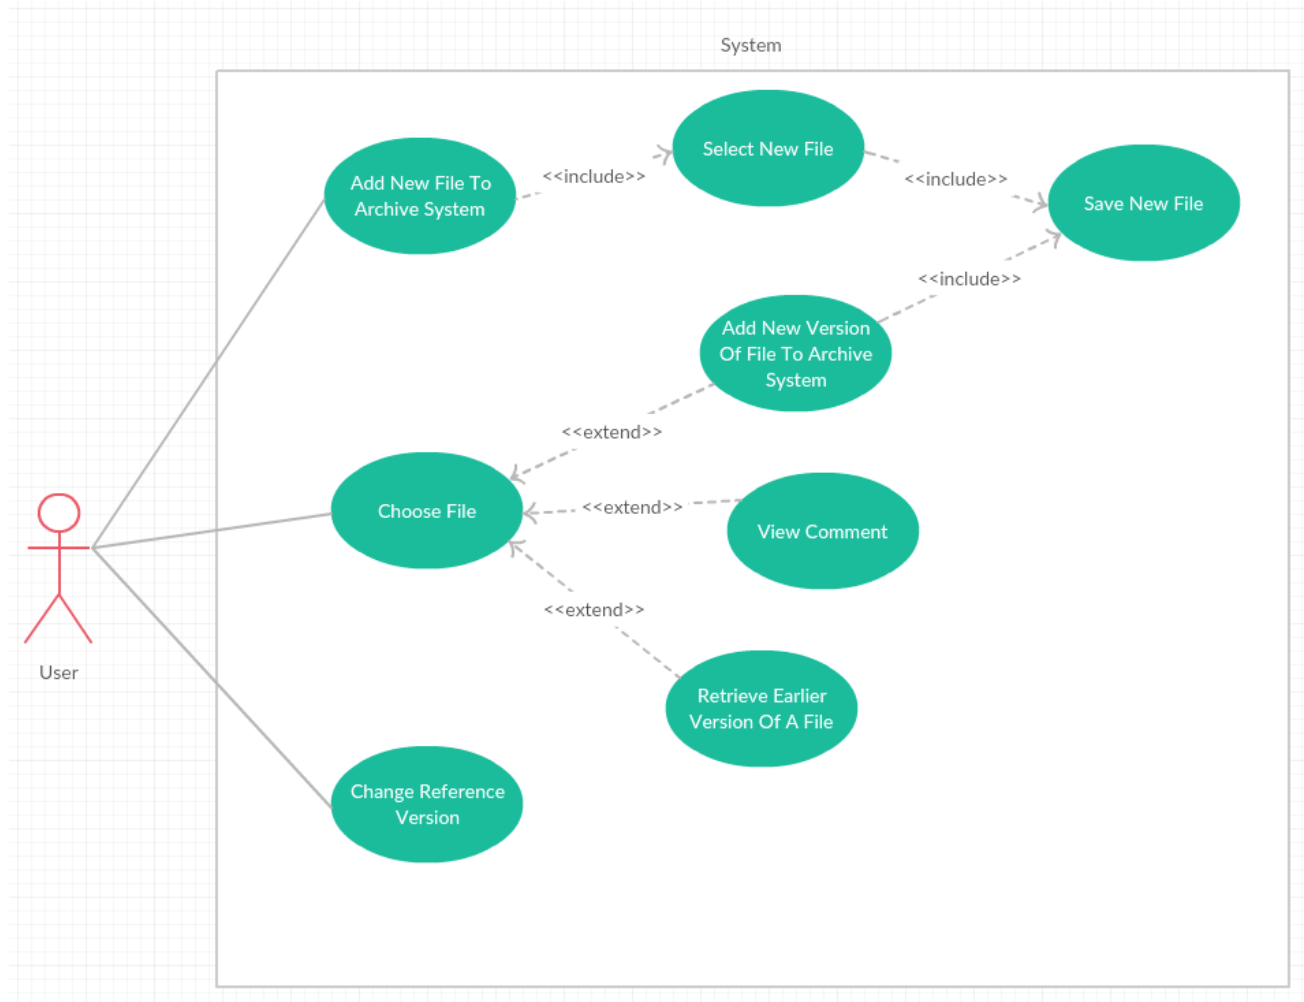 System
Add New File To
Archive System
<<include>>
Select New File
<<include>>
Save New File
<<include>>
Add New Version
Of File To Archive
System
<<extend>>
Choose File
<<extend>>
View Comment
<<extend>>
Retrieve Earlier
Version Of A File
User
Change Reference
Version